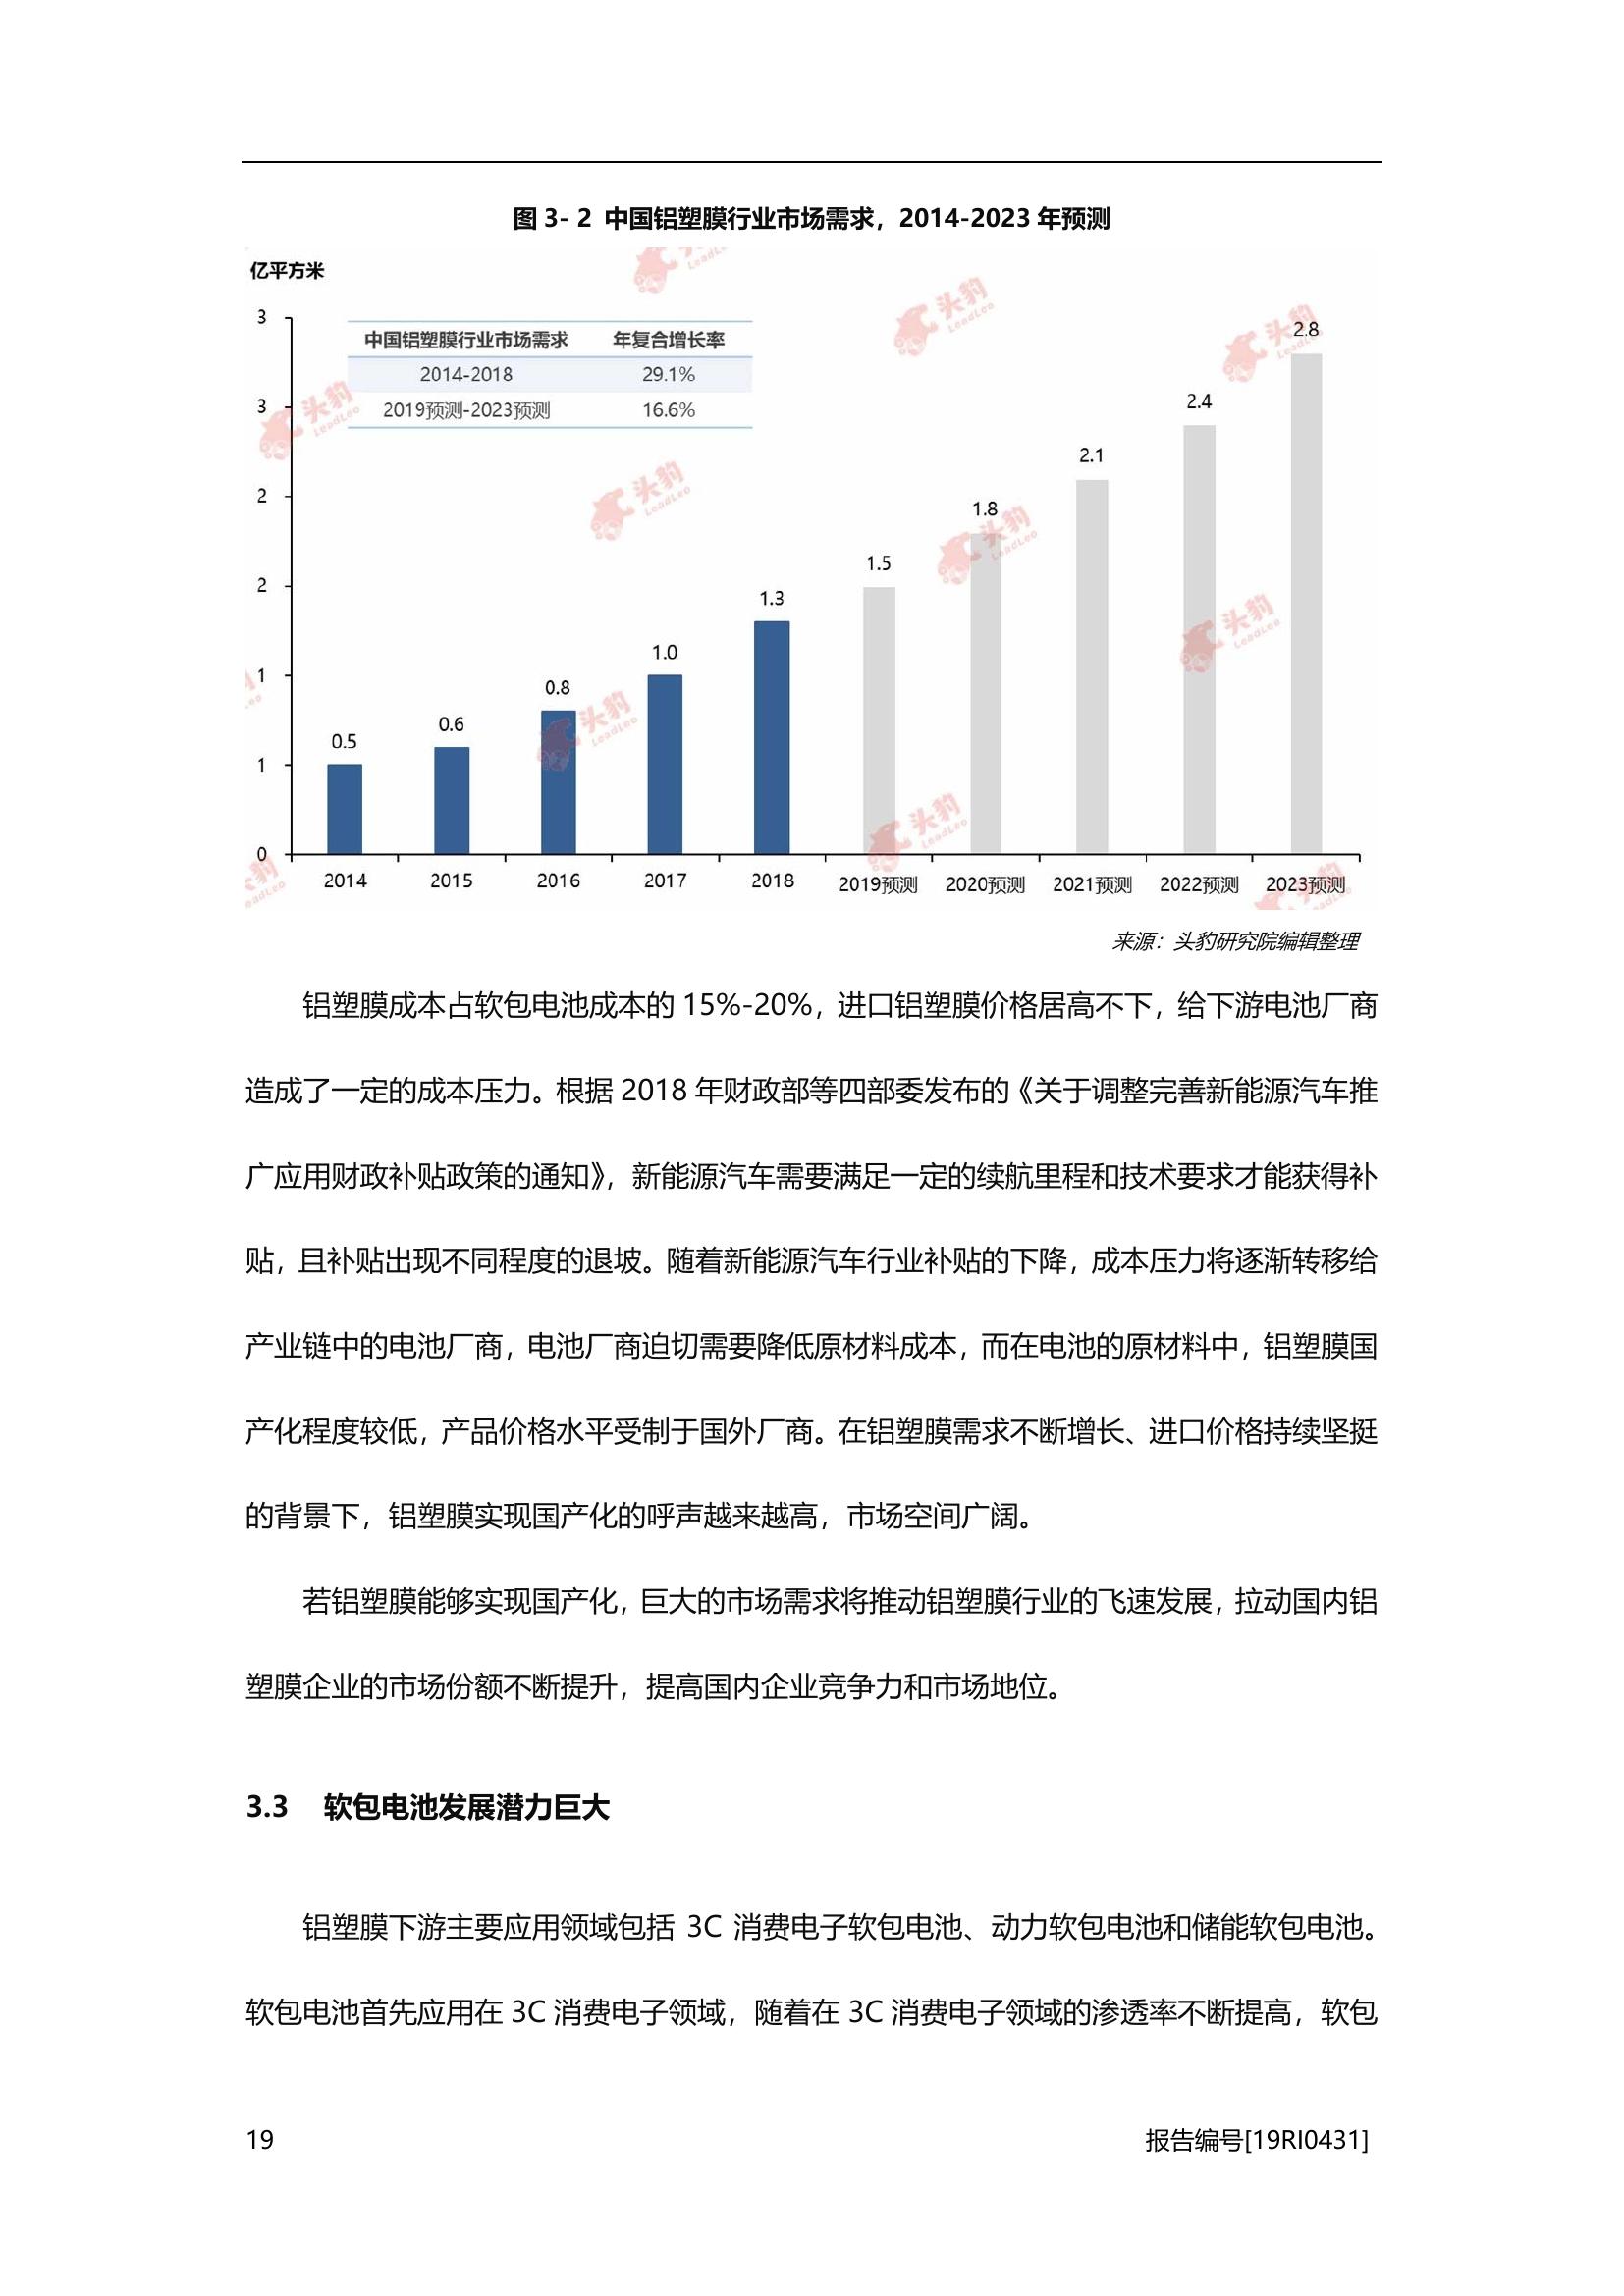 图 3- 2 中国铝塑膜行业市场需求，2014-2023 年预测
亿平方米
3
3
2
2
1
1
0
中国铝塑膜行业市场需求 年复合增长率
2014-2018 29.1%
2019预测-2023预测 16.6%
0.5 0.6 0.8 1.0 1.3 1.5 1.8 2.1 2.4 2.8
2014 2015 2016 2017 2018 2019预测 2020预测 2021预测 2022预测 2023预测
头豹
LeadLeo
来源：头豹研究院编辑整理
铝塑膜成本占软包电池成本的 15%-20%，进口铝塑膜价格居高不下，给下游电池厂商
造成了一定的成本压力。根据 2018 年财政部等四部委发布的《关于调整完善新能源汽车推
广应用财政补贴政策的通知》，新能源汽车需要满足一定的续航里程和技术要求才能获得补
贴，且补贴出现不同程度的退坡。随着新能源汽车行业补贴的下降，成本压力将逐渐转移给
产业链中的电池厂商，电池厂商迫切需要降低原材料成本，而在电池的原材料中，铝塑膜国
产化程度较低，产品价格水平受制于国外厂商。在铝塑膜需求不断增长、进口价格持续坚挺
的背景下，铝塑膜实现国产化的呼声越来越高，市场空间广阔。
若铝塑膜能够实现国产化，巨大的市场需求将推动铝塑膜行业的飞速发展，拉动国内铝
塑膜企业的市场份额不断提升，提高国内企业竞争力和市场地位。
3.3 软包电池发展潜力巨大
铝塑膜下游主要应用领域包括 3C 消费电子软包电池、动力软包电池和储能软包电池。
软包电池首先应用在 3C 消费电子领域，随着在 3C 消费电子领域的渗透率不断提高，软包
19
报告编号[19RI0431]